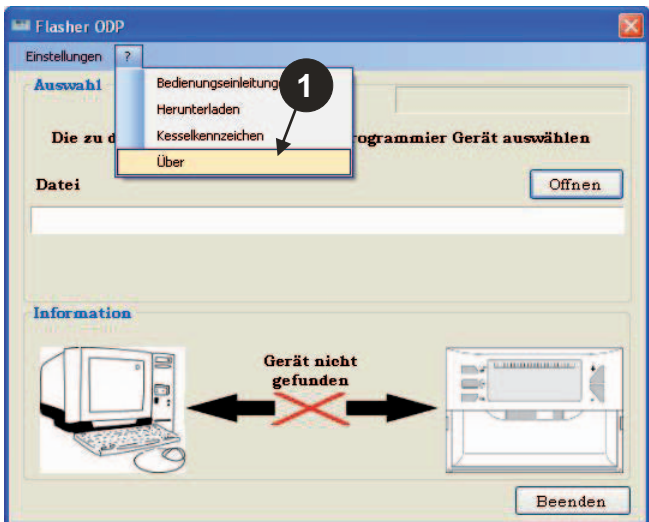 Flasher ODP
Einstellungen ?
Auswahl
Bedienungseinleitung
1
Herunterladen
Kesselkennzeichen
Über
Die zu d rogrammier Gerät auswählen
Datei
Offnen
Information
Gerät nicht
gefunden
Beenden